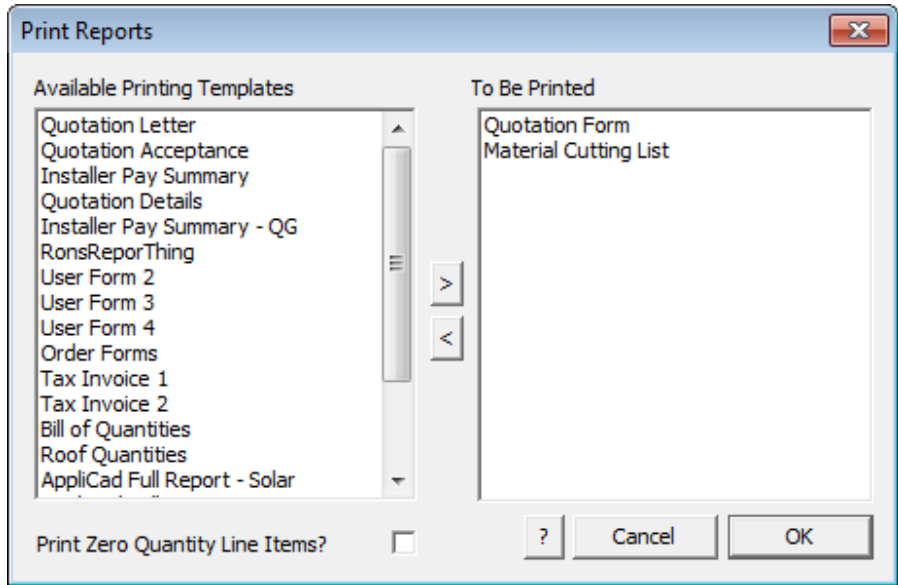 Print Reports
Available Printing Templates
Quotation Letter
Quotation Acceptance
Installer Pay Summary
Quotation Details
Installer Pay Summary - QG
RonsReporThing
User Form 2
User Form 3
User Form 4
Order Forms
Tax Invoice 1
Tax Invoice 2
Bill of Quantities
Roof Quantities
AppliCad Full Report - Solar
To Be Printed
Quotation Form
Material Cutting List
>
<
Print Zero Quantity Line Items?
?
Cancel
OK